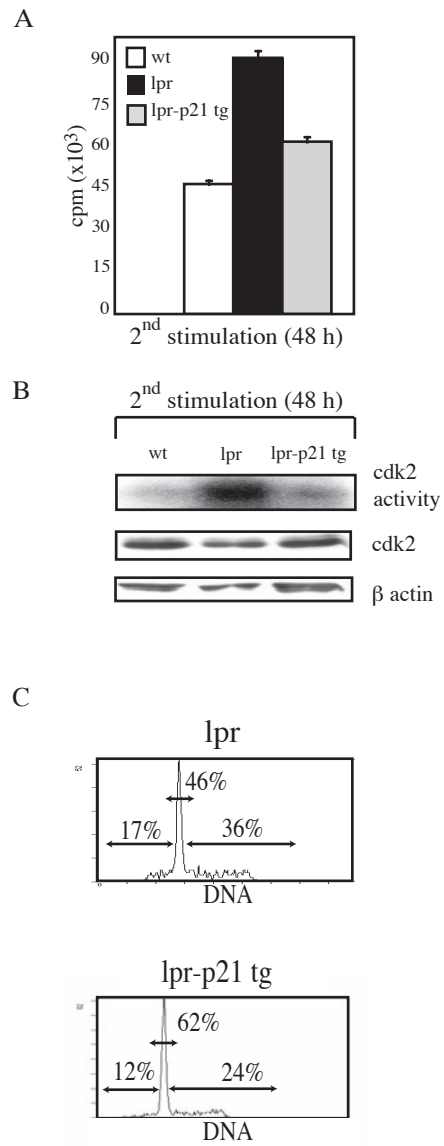 A
90
75
60
45
30
15
0
cpm (x10³)
wt
lpr
lpr-p21 tg
2nd stimulation (48 h)
B
2nd stimulation (48 h)
wt lpr lpr-p21 tg
cdk2 activity
cdk2
β actin
C
lpr
46%
17% 36%
DNA
lpr-p21 tg
62%
12% 24%
DNA